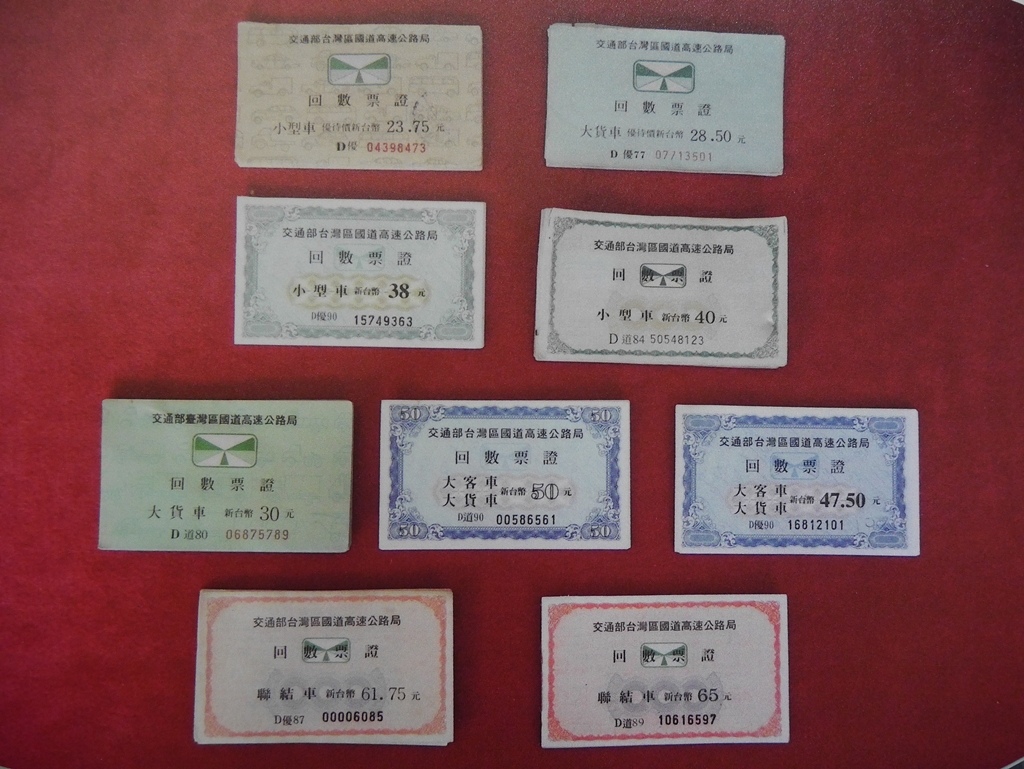 交通部台灣區國道高速公路局
回數票證
小型車 優待價新台幣 23.75 元
D優 04398473
交通部台灣區國道高速公路局
回數票證
大貨車 優待價新台幣 28.50 元
D優77 07713501
交通部台灣區國道高速公路局
回數票證
小型車 新台幣 38 元
D優90 15749363
交通部台灣區國道高速公路局
回數票證
小型車 新台幣 40 元
D道84 50548123
交通部臺灣區國道高速公路局
回數票證
大貨車 新台幣 30 元
D道80 06875789
50 50
交通部台灣區國道高速公路局
回數票證
大客車
大貨車 新台幣 50 元
D道90 00586561
50 50
交通部台灣區國道高速公路局
回數票證
大客車
大貨車 新台幣 47.50 元
D優90 16812101
交通部台灣區國道高速公路局
回數票證
聯結車 新台幣 61.75 元
D優87 00006085
交通部台灣區國道高速公路局
回數票證
聯結車 新台幣 65 元
D道89 10616597